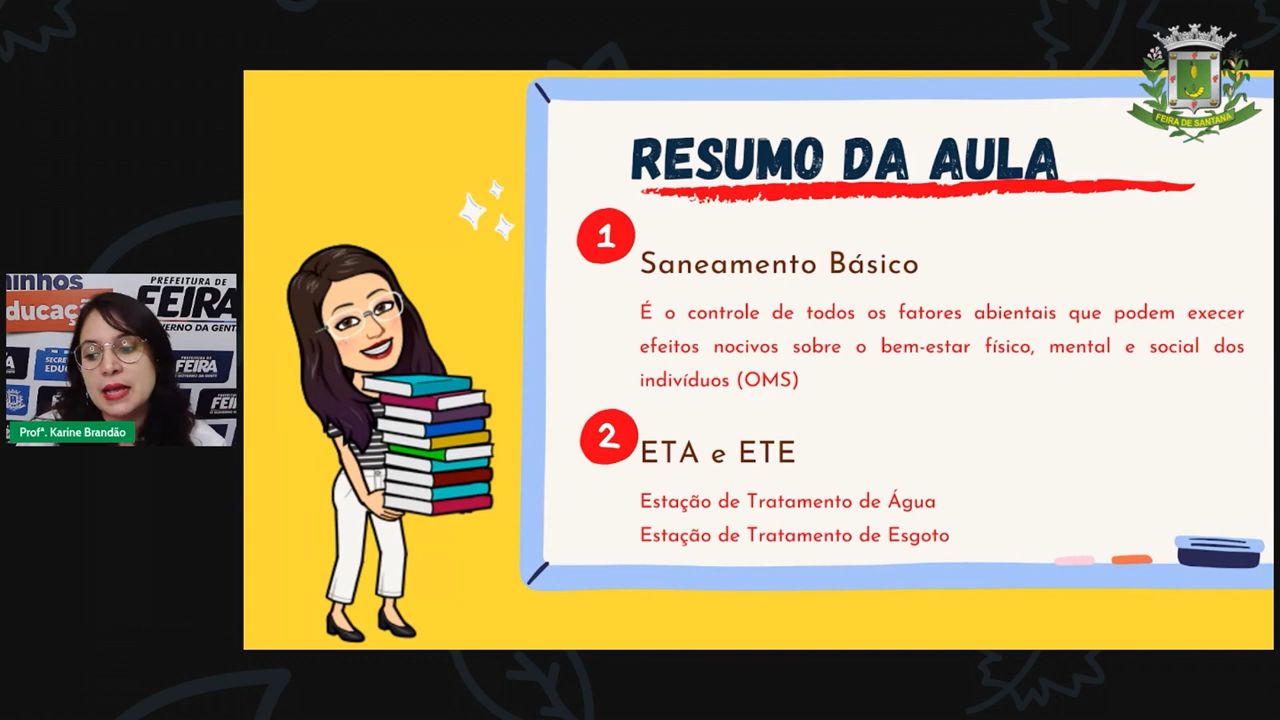 FEIRA DE SANTANA
RESUMO DA AULA
1
Saneamento Básico
É o controle de todos os fatores abientais que podem execer
efeitos nocivos sobre o bem-estar físico, mental e social dos
indivíduos (OMS)
2
ETA e ETE
Estação de Tratamento de Água
Estação de Tratamento de Esgoto
PREFEITURA DE
FEIRA
FEIRA
Profª. Karine Brandão